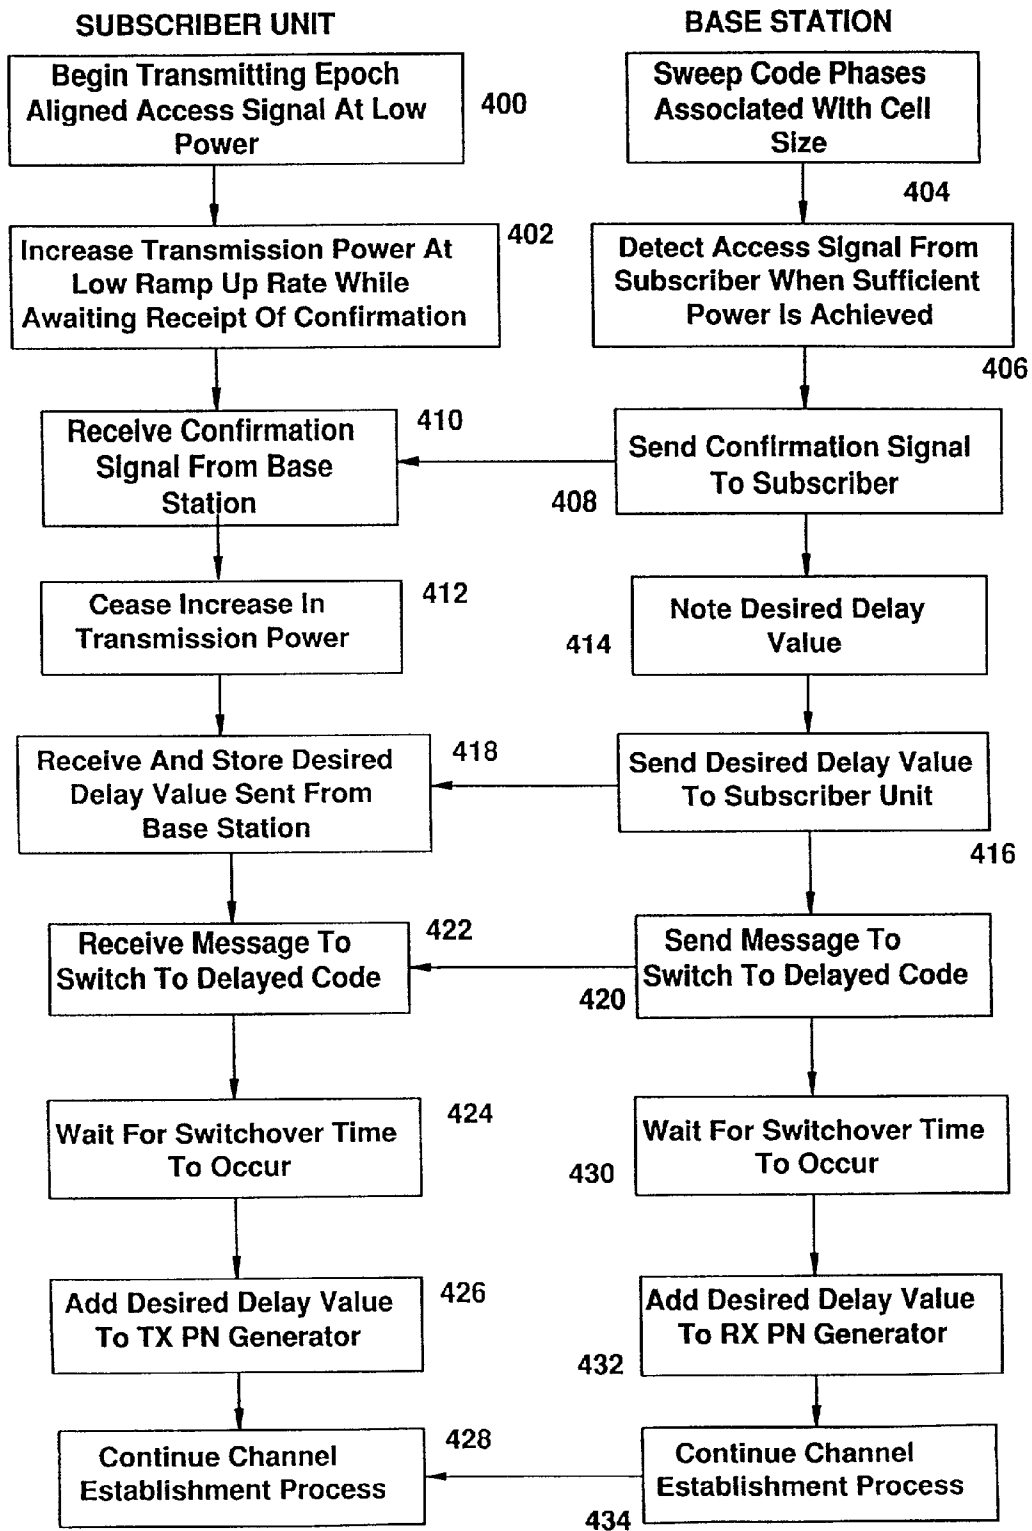 SUBSCRIBER UNIT
Begin Transmitting Epoch
Aligned Access Signal At Low
Power
400
Increase Transmission Power At
Low Ramp Up Rate While
Awaiting Receipt Of Confirmation
402
Receive Confirmation
Signal From Base
Station
410
Cease Increase In
Transmission Power
412
Receive And Store Desired
Delay Value Sent From
Base Station
418
Receive Message To
Switch To Delayed Code
422
Wait For Switchover Time
To Occur
424
Add Desired Delay Value
To TX PN Generator
426
Continue Channel
Establishment Process
428
BASE STATION
Sweep Code Phases
Associated With Cell
Size
404
Detect Access Signal From
Subscriber When Sufficient
Power Is Achieved
406
Send Confirmation Signal
To Subscriber
408
Note Desired Delay
Value
414
Send Desired Delay Value
To Subscriber Unit
416
Send Message To
Switch To Delayed Code
420
Wait For Switchover Time
To Occur
430
Add Desired Delay Value
To RX PN Generator
432
Continue Channel
Establishment Process
434